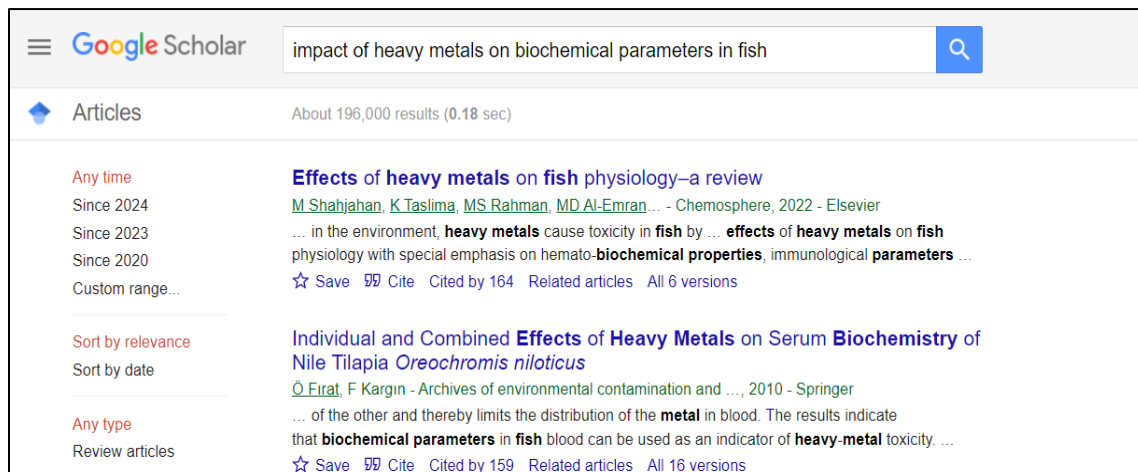 Google Scholar
impact of heavy metals on biochemical parameters in fish
Articles
About 196,000 results (0.18 sec)
Any time
Since 2024
Since 2023
Since 2020
Custom range...
Sort by relevance
Sort by date
Any type
Review articles
Effects of heavy metals on fish physiology–a review
M Shahjahan, K Taslima, MS Rahman, MD Al-Emran... - Chemosphere, 2022 - Elsevier
... in the environment, heavy metals cause toxicity in fish by ... effects of heavy metals on fish
physiology with special emphasis on hemato-biochemical properties, immunological parameters ...
Save Cite Cited by 164 Related articles All 6 versions
Individual and Combined Effects of Heavy Metals on Serum Biochemistry of
Nile Tilapia Oreochromis niloticus
Ö Fırat, F Kargın - Archives of environmental contamination and ..., 2010 - Springer
... of the other and thereby limits the distribution of the metal in blood. The results indicate
that biochemical parameters in fish blood can be used as an indicator of heavy-metal toxicity. ...
Save Cite Cited by 159 Related articles All 16 versions